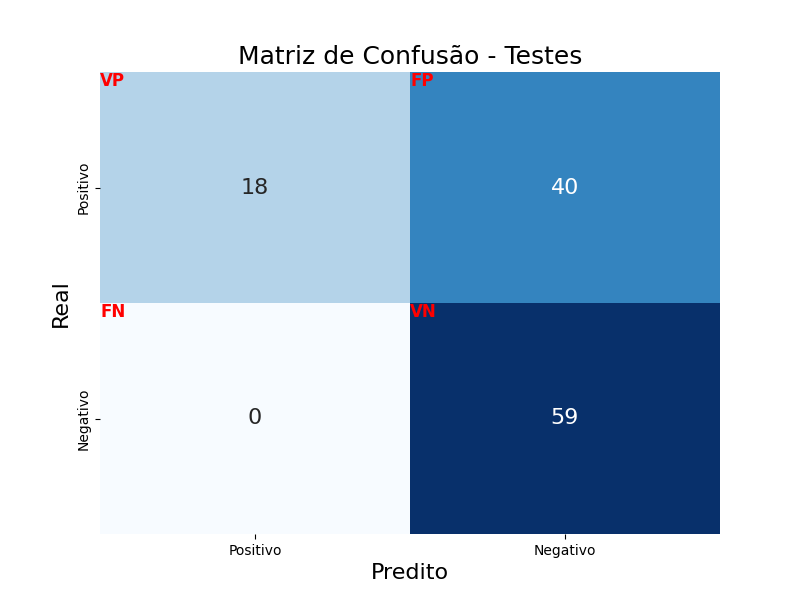 Matriz de Confusão - Testes
VP
FP
Positivo
18
40
Real
FN
VN
Negativo
0
59
Positivo
Negativo
Predito